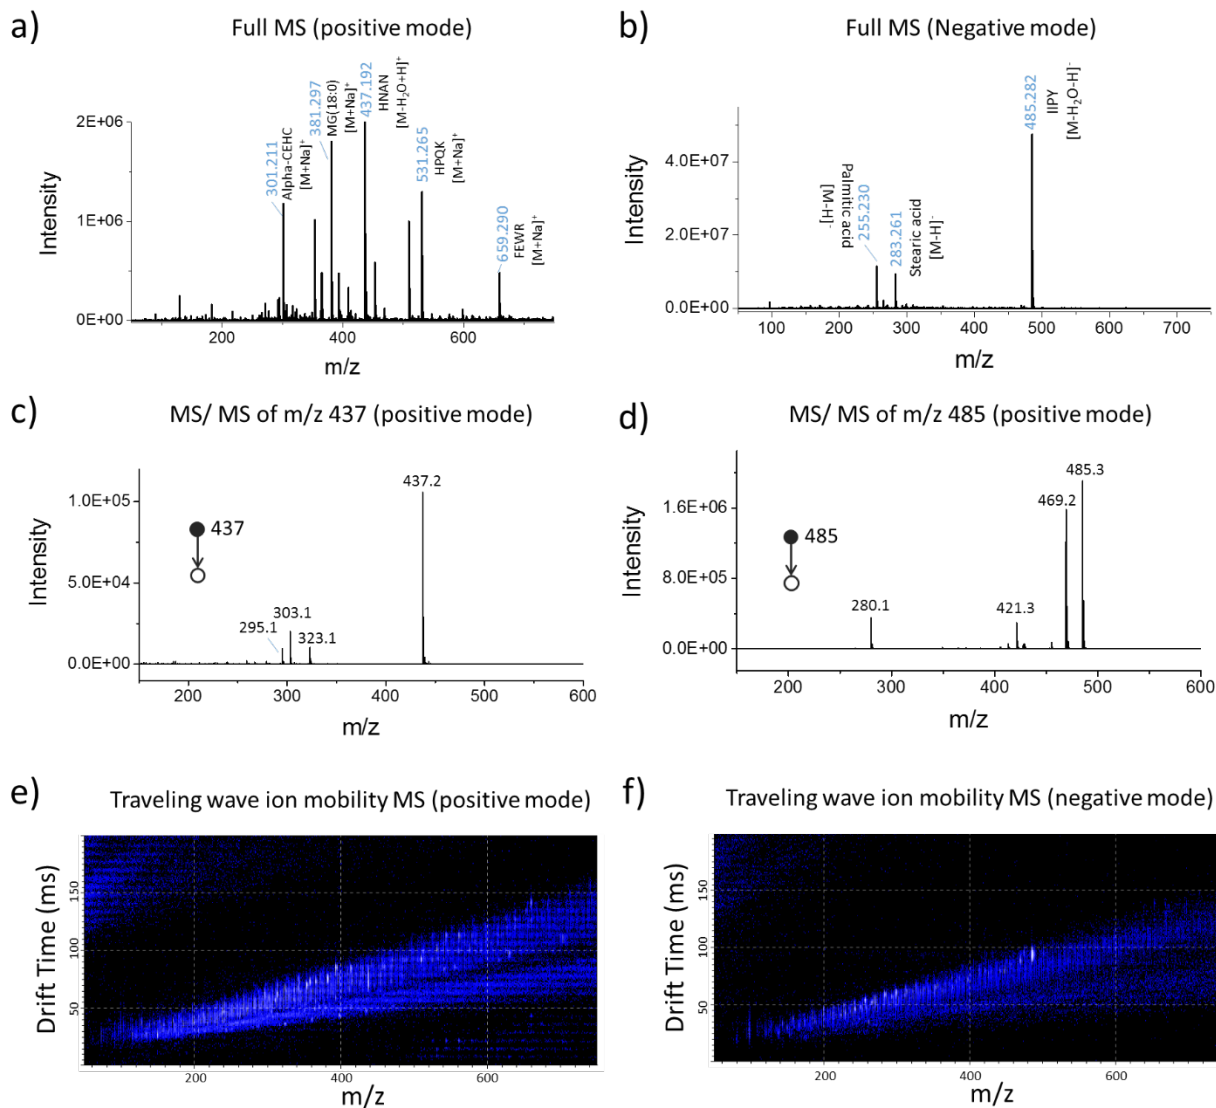 a)
Full MS (positive mode)
Intensity
2E+06
1E+06
0E+00
200
400
600
m/z
301.211
Alpha-CEHC
[M+Na]⁺
381.297
MG(18:0)
[M+Na]⁺
437.192
HNAN
[M-H₂O+H]⁺
531.265
HPQK
[M+Na]⁺
659.290
FEWR
[M+Na]⁺
b)
Full MS (Negative mode)
Intensity
4.0E+07
2.0E+07
0.0E+00
100
200
300
400
500
600
700
m/z
Palmitic acid
[M-H]⁻
255.230
283.261
Stearic acid
[M-H]⁻
485.282
IIPY
[M-H₂O-H]⁻
c)
MS/ MS of m/z 437 (positive mode)
Intensity
1.0E+05
5.0E+04
0.0E+00
437
295.1
303.1
323.1
437.2
200
300
400
500
600
m/z
d)
MS/ MS of m/z 485 (positive mode)
Intensity
1.6E+06
8.0E+05
0.0E+00
485
280.1
421.3
469.2
485.3
200
300
400
500
600
m/z
e)
Traveling wave ion mobility MS (positive mode)
Drift Time (ms)
150
100
50
200
400
600
m/z
f)
Traveling wave ion mobility MS (negative mode)
Drift Time (ms)
150
100
50
200
400
600
m/z